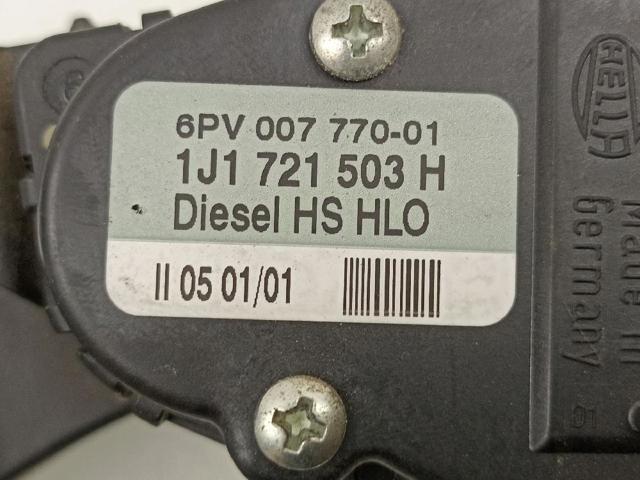 6PV 007 770-01
1J1 721 503 H
Diesel HS HLO
II 05 01/01
HELLA
Made in
Germany